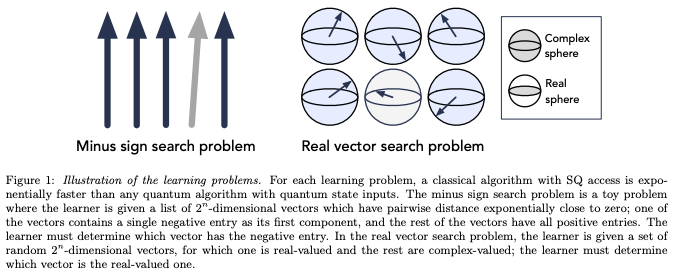 Complex
sphere
Real
sphere
Minus sign search problem
Real vector search problem
Figure 1: Illustration of the learning problems. For each learning problem, a classical algorithm with SQ access is expo-
nentially faster than any quantum algorithm with quantum state inputs. The minus sign search problem is a toy problem
where the learner is given a list of 2ⁿ-dimensional vectors which have pairwise distance exponentially close to zero; one of
the vectors contains a single negative entry as its first component, and the rest of the vectors have all positive entries. The
learner must determine which vector has the negative entry. In the real vector search problem, the learner is given a set of
random 2ⁿ-dimensional vectors, for which one is real-valued and the rest are complex-valued; the learner must determine
which vector is the real-valued one.